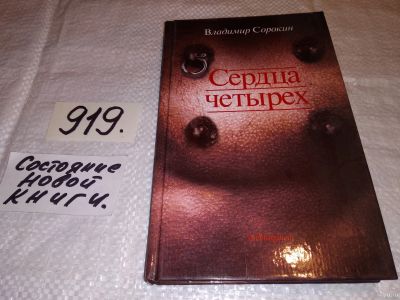 Владимир Сорокин
Сердца
четырех
919.
Состояние
новой
книги.